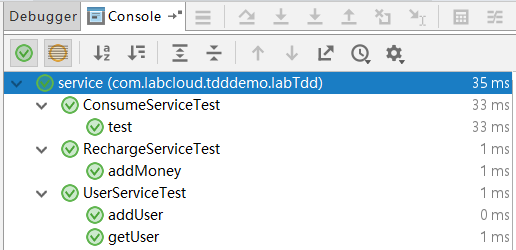 Debugger Console
service (com.labcloud.tdddemo.labTdd) 35 ms
ConsumeServiceTest 33 ms
test 33 ms
RechargeServiceTest 1 ms
addMoney 1 ms
UserServiceTest 1 ms
addUser 0 ms
getUser 1 ms